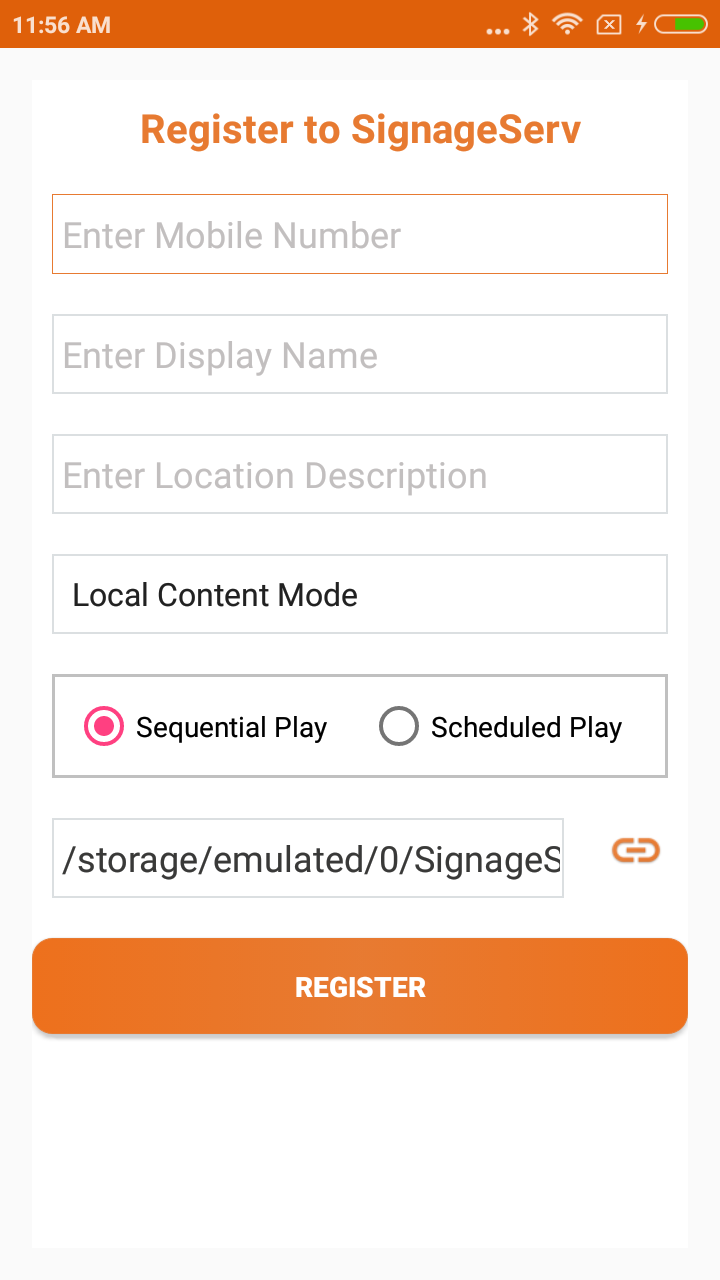 11:56 AM
Register to SignageServ
Enter Mobile Number
Enter Display Name
Enter Location Description
Local Content Mode
Sequential Play
Scheduled Play
/storage/emulated/0/SignageS
REGISTER